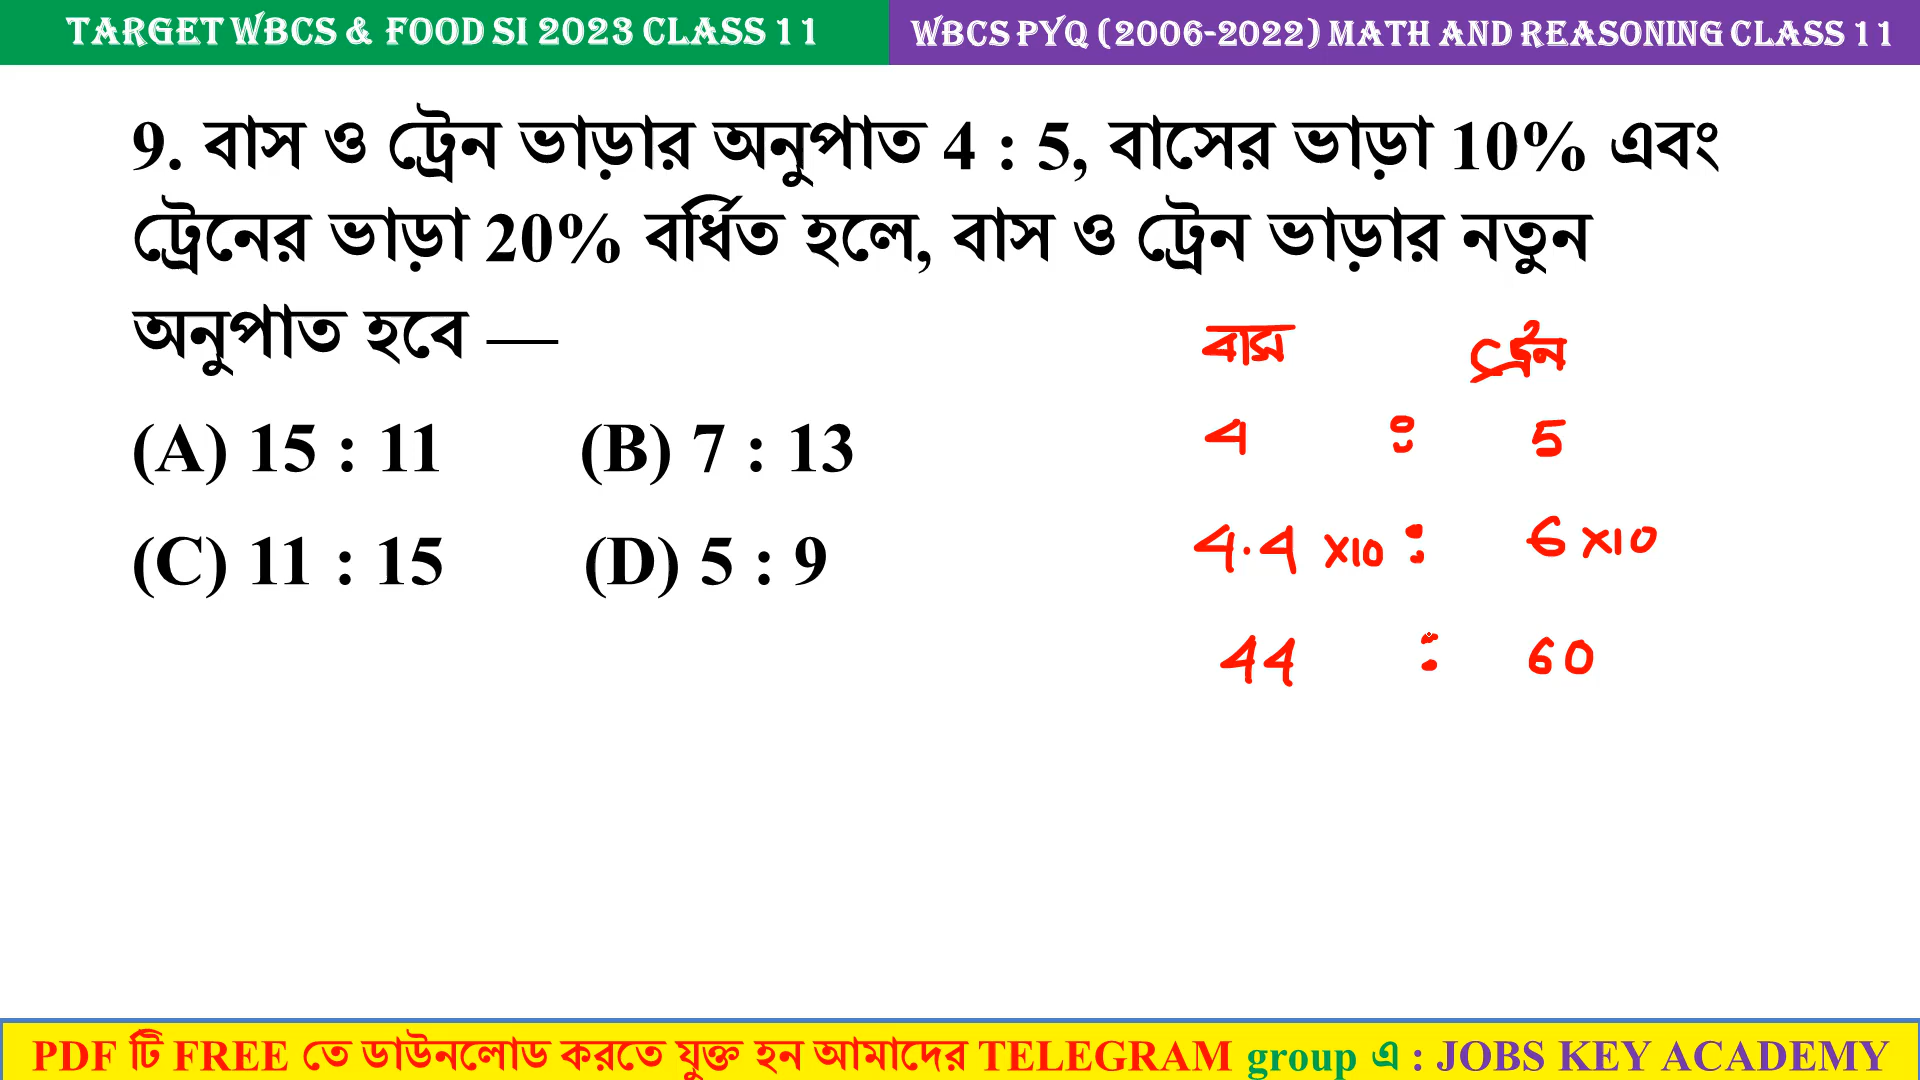 TARGET WBCS & FOOD SI 2023 CLASS 11
WBCS PYQ (2006-2022) MATH AND REASONING CLASS 11
9. বাস ও ট্রেন ভাড়ার অনুপাত 4 : 5, বাসের ভাড়া 10% এবং
ট্রেনের ভাড়া 20% বর্ধিত হলে, বাস ও ট্রেন ভাড়ার নতুন
অনুপাত হবে —
(A) 15 : 11 (B) 7 : 13
(C) 11 : 15 (D) 5 : 9
বাস ট্রেন
4 : 5
4.4 x10 : 6 x10
44 : 60
PDF টি FREE তে ডাউনলোড করতে যুক্ত হন আমাদের TELEGRAM group এ : JOBS KEY ACADEMY